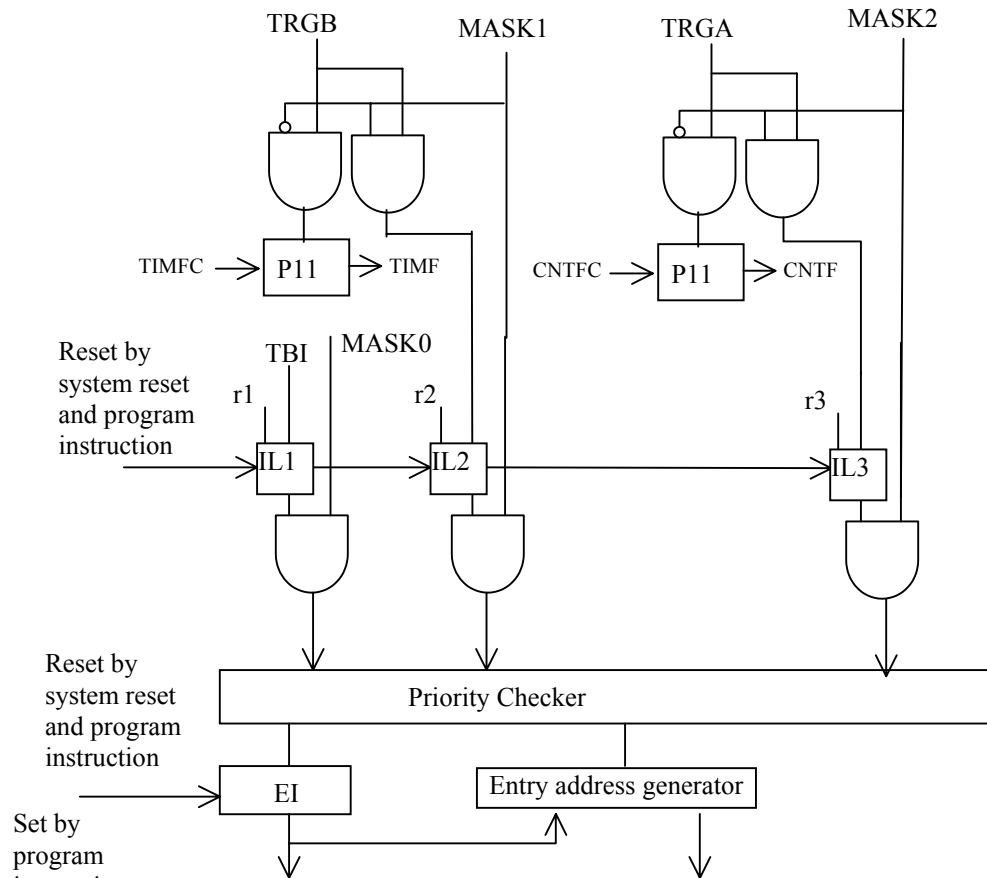 TRGB
MASK1
TRGA
MASK2
TIMFC
P11
TIMF
CNTFC
P11
CNTF
Reset by
system reset
and program
instruction
TBI
MASK0
r1
r2
r3
IL1
IL2
IL3
Reset by
system reset
and program
instruction
Priority Checker
EI
Entry address generator
Set by
program